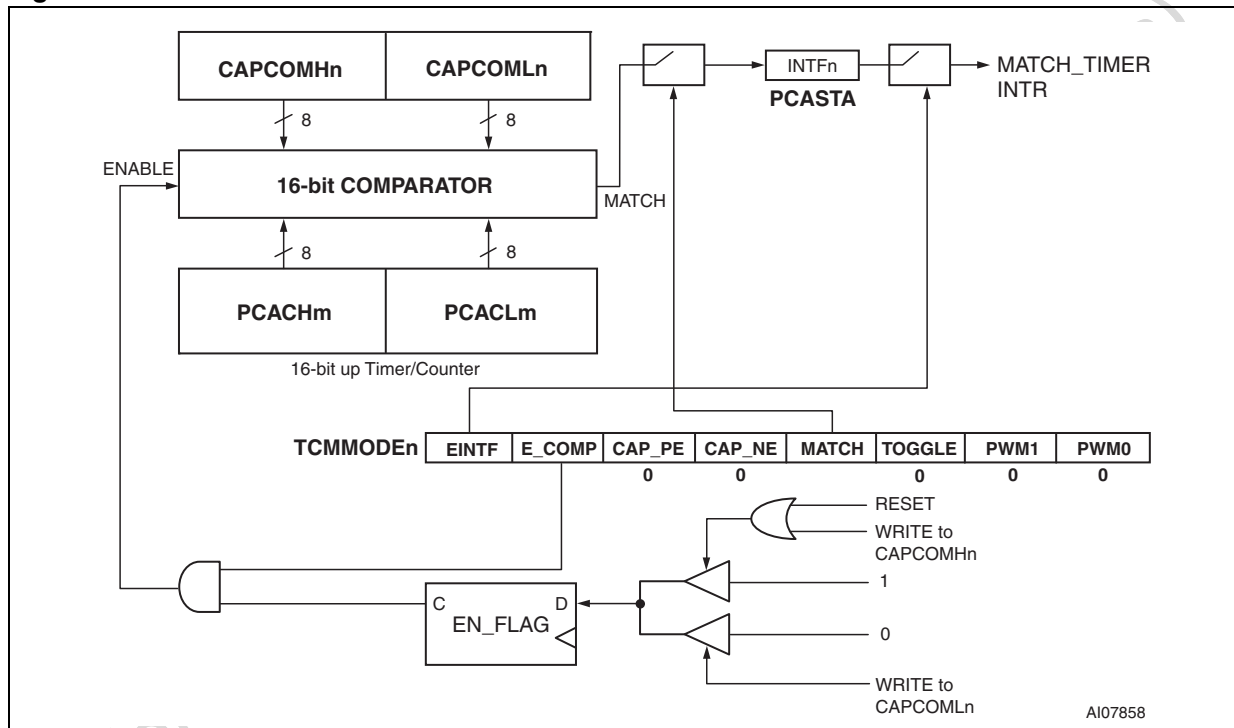 CAPCOMHn CAPCOMLn
INTFn
PCASTA
MATCH_TIMER
INTR
8 8
ENABLE
16-bit COMPARATOR
MATCH
8 8
PCACHm PCACLm
16-bit up Timer/Counter
TCMMODEn EINTF E_COMP CAP_PE CAP_NE MATCH TOGGLE PWM1 PWM0
0 0 0 0 0
RESET
WRITE to
CAPCOMHn
1
C D
EN_FLAG
0
WRITE to
CAPCOMLn
AI07858